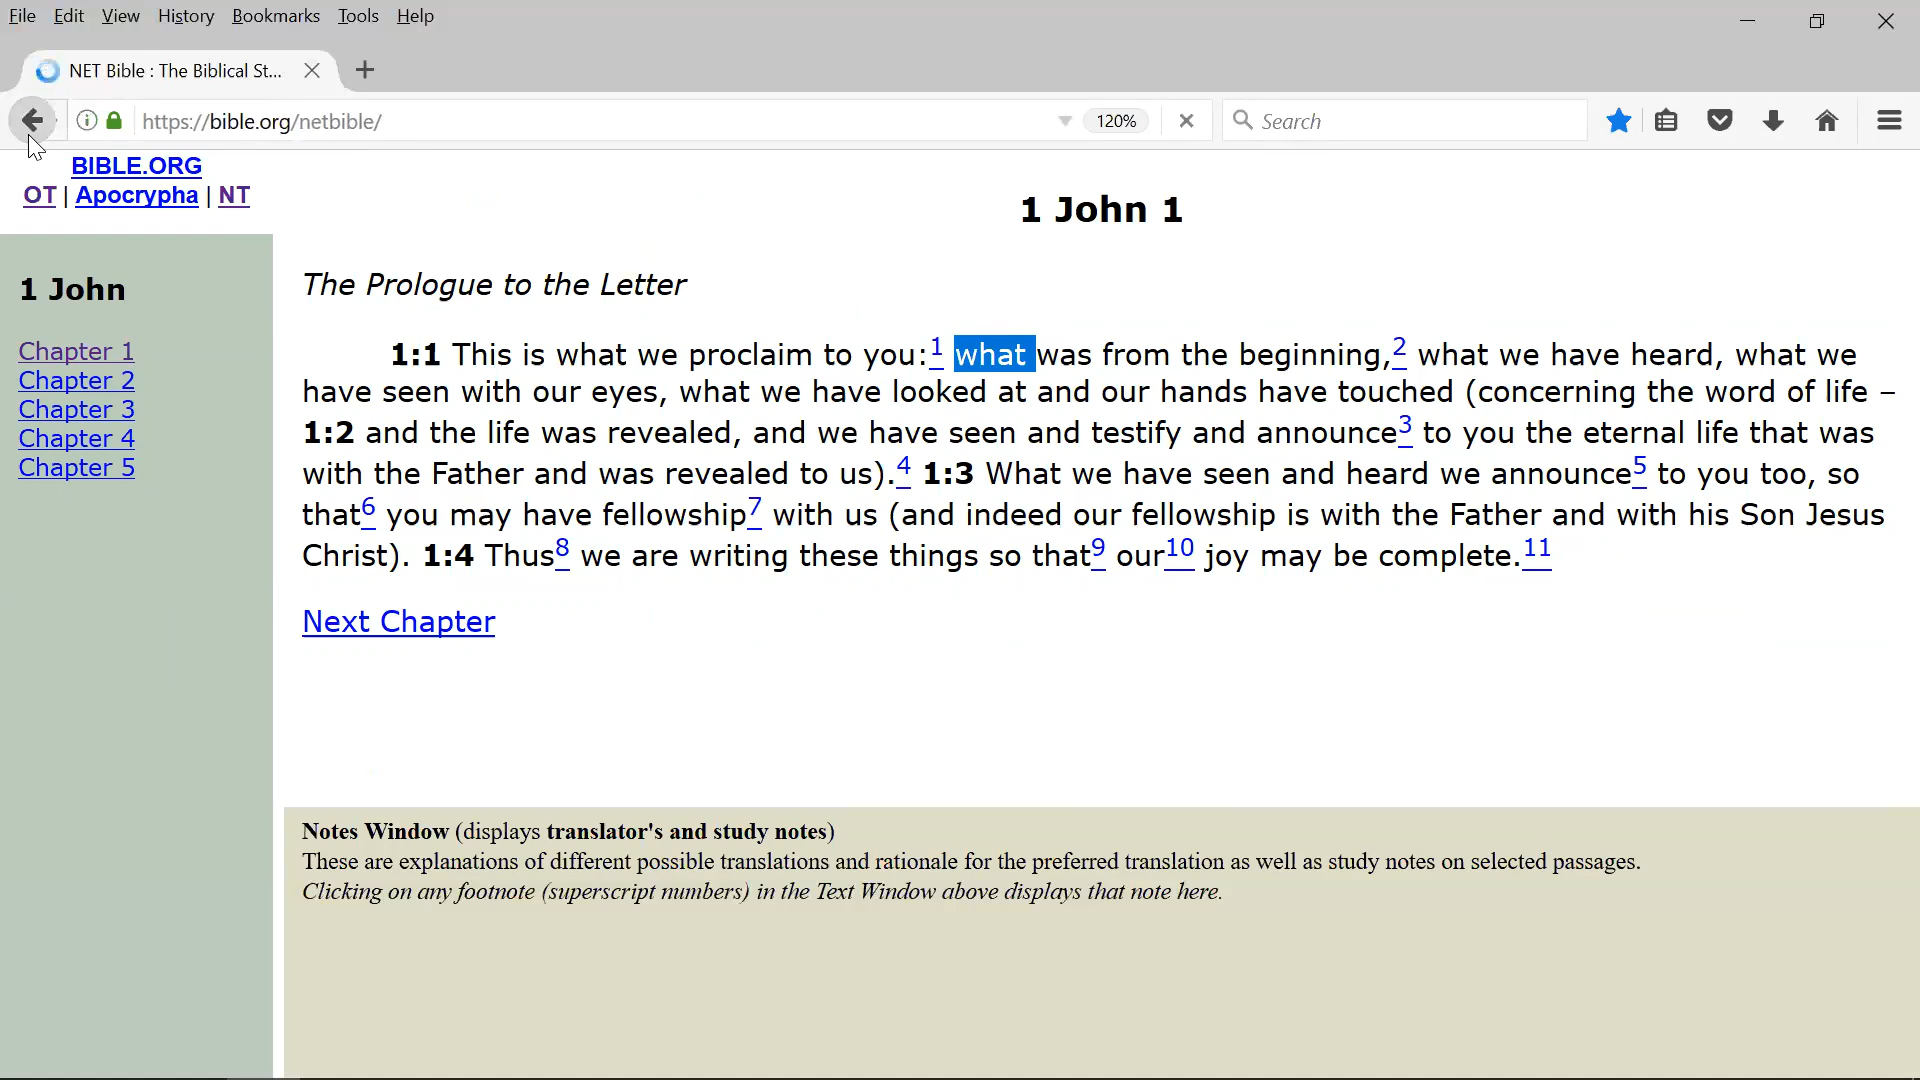 File Edit View History Bookmarks Tools Help
NET Bible : The Biblical St...
https://bible.org/netbible/
120%
Search
BIBLE.ORG
OT | Apocrypha | NT
1 John
Chapter 1
Chapter 2
Chapter 3
Chapter 4
Chapter 5
1 John 1
The Prologue to the Letter
1:1 This is what we proclaim to you:1 what was from the beginning,2 what we have heard, what we
have seen with our eyes, what we have looked at and our hands have touched (concerning the word of life –
1:2 and the life was revealed, and we have seen and testify and announce3 to you the eternal life that was
with the Father and was revealed to us).4 1:3 What we have seen and heard we announce5 to you too, so
that6 you may have fellowship7 with us (and indeed our fellowship is with the Father and with his Son Jesus
Christ). 1:4 Thus8 we are writing these things so that9 our10 joy may be complete.11
Next Chapter
Notes Window (displays translator's and study notes)
These are explanations of different possible translations and rationale for the preferred translation as well as study notes on selected passages.
Clicking on any footnote (superscript numbers) in the Text Window above displays that note here.